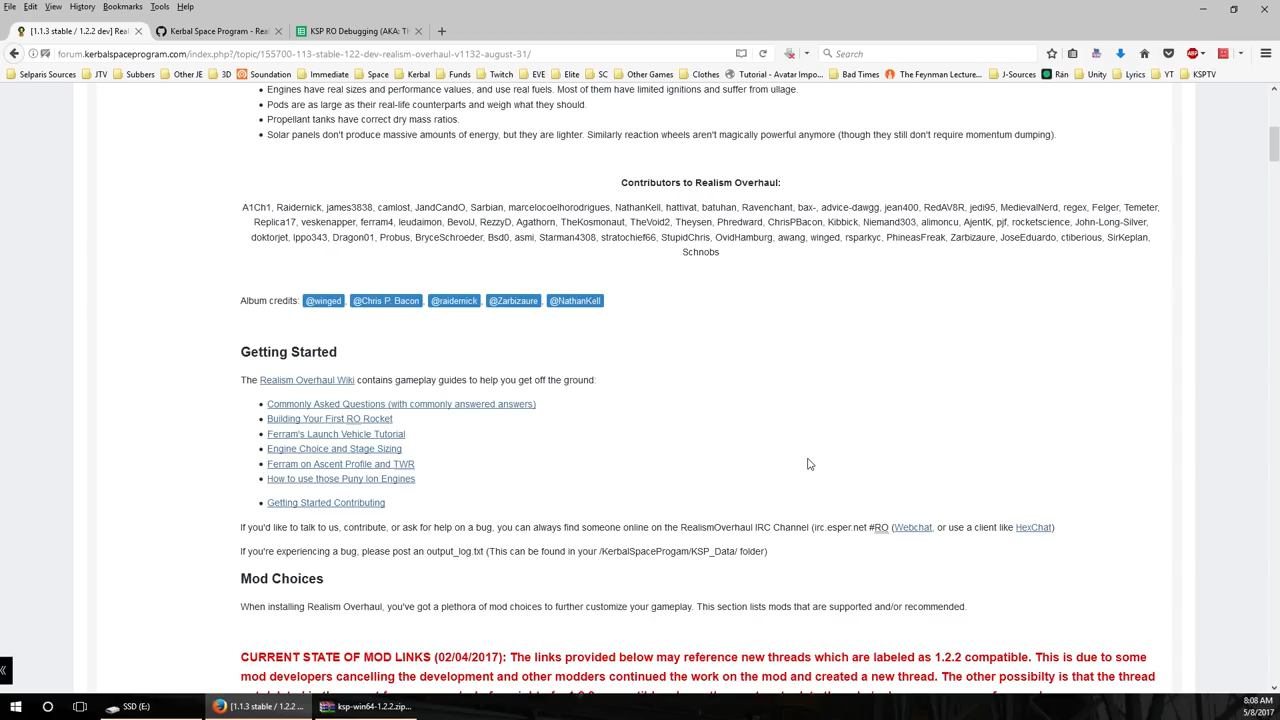 File Edit View History Bookmarks Tools Help
[1.1.3 stable / 1.2.2 dev] Real Kerbal Space Program - Real KSP RO Debugging (AKA: Th
forum.kerbalspaceprogram.com/index.php?/topic/155700-113-stable-122-dev-realism-overhaul-v1132-august-31/ Search
Selparis Sources JTV Subbers Other JE 3D Soundation Immediate Space Kerbal Funds Twitch EVE Elite SC Other Games Clothes Tutorial - Avatar Impo... Bad Times The Feynman Lecture... J-Sources Rán Unity Lyrics YT KSPTV
Engines have real sizes and performance values, and use real fuels. Most of them have limited ignitions and suffer from ullage.
Pods are as large as their real-life counterparts and weigh what they should.
Propellant tanks have correct dry mass ratios.
Solar panels don't produce massive amounts of energy, but they are lighter. Similarly reaction wheels aren't magically powerful anymore (though they still don't require momentum dumping).
Contributors to Realism Overhaul:
A1Ch1, Raidernick, james3838, camlost, JandCandO, Sarbian, marcelocoelhorodrigues, NathanKell, hattivat, batuhan, Ravenchant, bax-, advice-dawgg, jean400, RedAV8R, jedi95, MedievalNerd, regex, Felger, Temeter,
Replica17, veskenapper, ferram4, leudaimon, BevolJ, RezzyD, Agathorn, TheKosmonaut, TheVoid2, Theysen, Phredward, ChrisPBacon, Kibbick, Niemand303, alimoncu, AjentK, pjf, rocketscience, John-Long-Silver,
doktorjet, Ippo343, Dragon01, Probus, BryceSchroeder, Bsd0, asmi, Starman4308, stratochief66, StupidChris, OvidHamburg, awang, winged, rsparkyc, PhineasFreak, Zarbizaure, JoseEduardo, ctiberious, SirKeplan,
Schnobs
Album credits: @winged, @Chris P. Bacon, @raidernick, @Zarbizaure, @NathanKell
Getting Started
The Realism Overhaul Wiki contains gameplay guides to help you get off the ground:
Commonly Asked Questions (with commonly answered answers)
Building Your First RO Rocket
Ferram's Launch Vehicle Tutorial
Engine Choice and Stage Sizing
Ferram on Ascent Profile and TWR
How to use those Puny Ion Engines
Getting Started Contributing
If you'd like to talk to us, contribute, or ask for help on a bug, you can always find someone online on the RealismOverhaul IRC Channel (irc.esper.net #RO (Webchat, or use a client like HexChat)
If you're experiencing a bug, please post an output_log.txt (This can be found in your /KerbalSpaceProgam/KSP_Data/ folder)
Mod Choices
When installing Realism Overhaul, you've got a plethora of mod choices to further customize your gameplay. This section lists mods that are supported and/or recommended.
CURRENT STATE OF MOD LINKS (02/04/2017): The links provided below may reference new threads which are labeled as 1.2.2 compatible. This is due to some
mod developers cancelling the development and other modders continued the work on the mod and created a new thread. The other possibilty is that the thread
SSD (E:) [1.1.3 stable / 1.2.2 ... ksp-win64-1.2.2.zip... 8:08 AM
5/8/2017